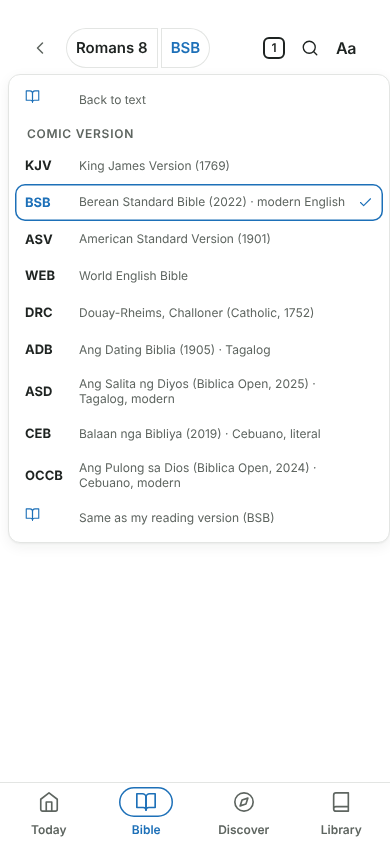 Romans 8
BSB
1
Aa
Back to text
COMIC VERSION
KJV King James Version (1769)
BSB Berean Standard Bible (2022) · modern English
ASV American Standard Version (1901)
WEB World English Bible
DRC Douay-Rheims, Challoner (Catholic, 1752)
ADB Ang Dating Biblia (1905) · Tagalog
ASD Ang Salita ng Diyos (Biblica Open, 2025) ·
Tagalog, modern
CEB Balaan nga Bibliya (2019) · Cebuano, literal
OCCB Ang Pulong sa Dios (Biblica Open, 2024) ·
Cebuano, modern
Same as my reading version (BSB)
Today
Bible
Discover
Library